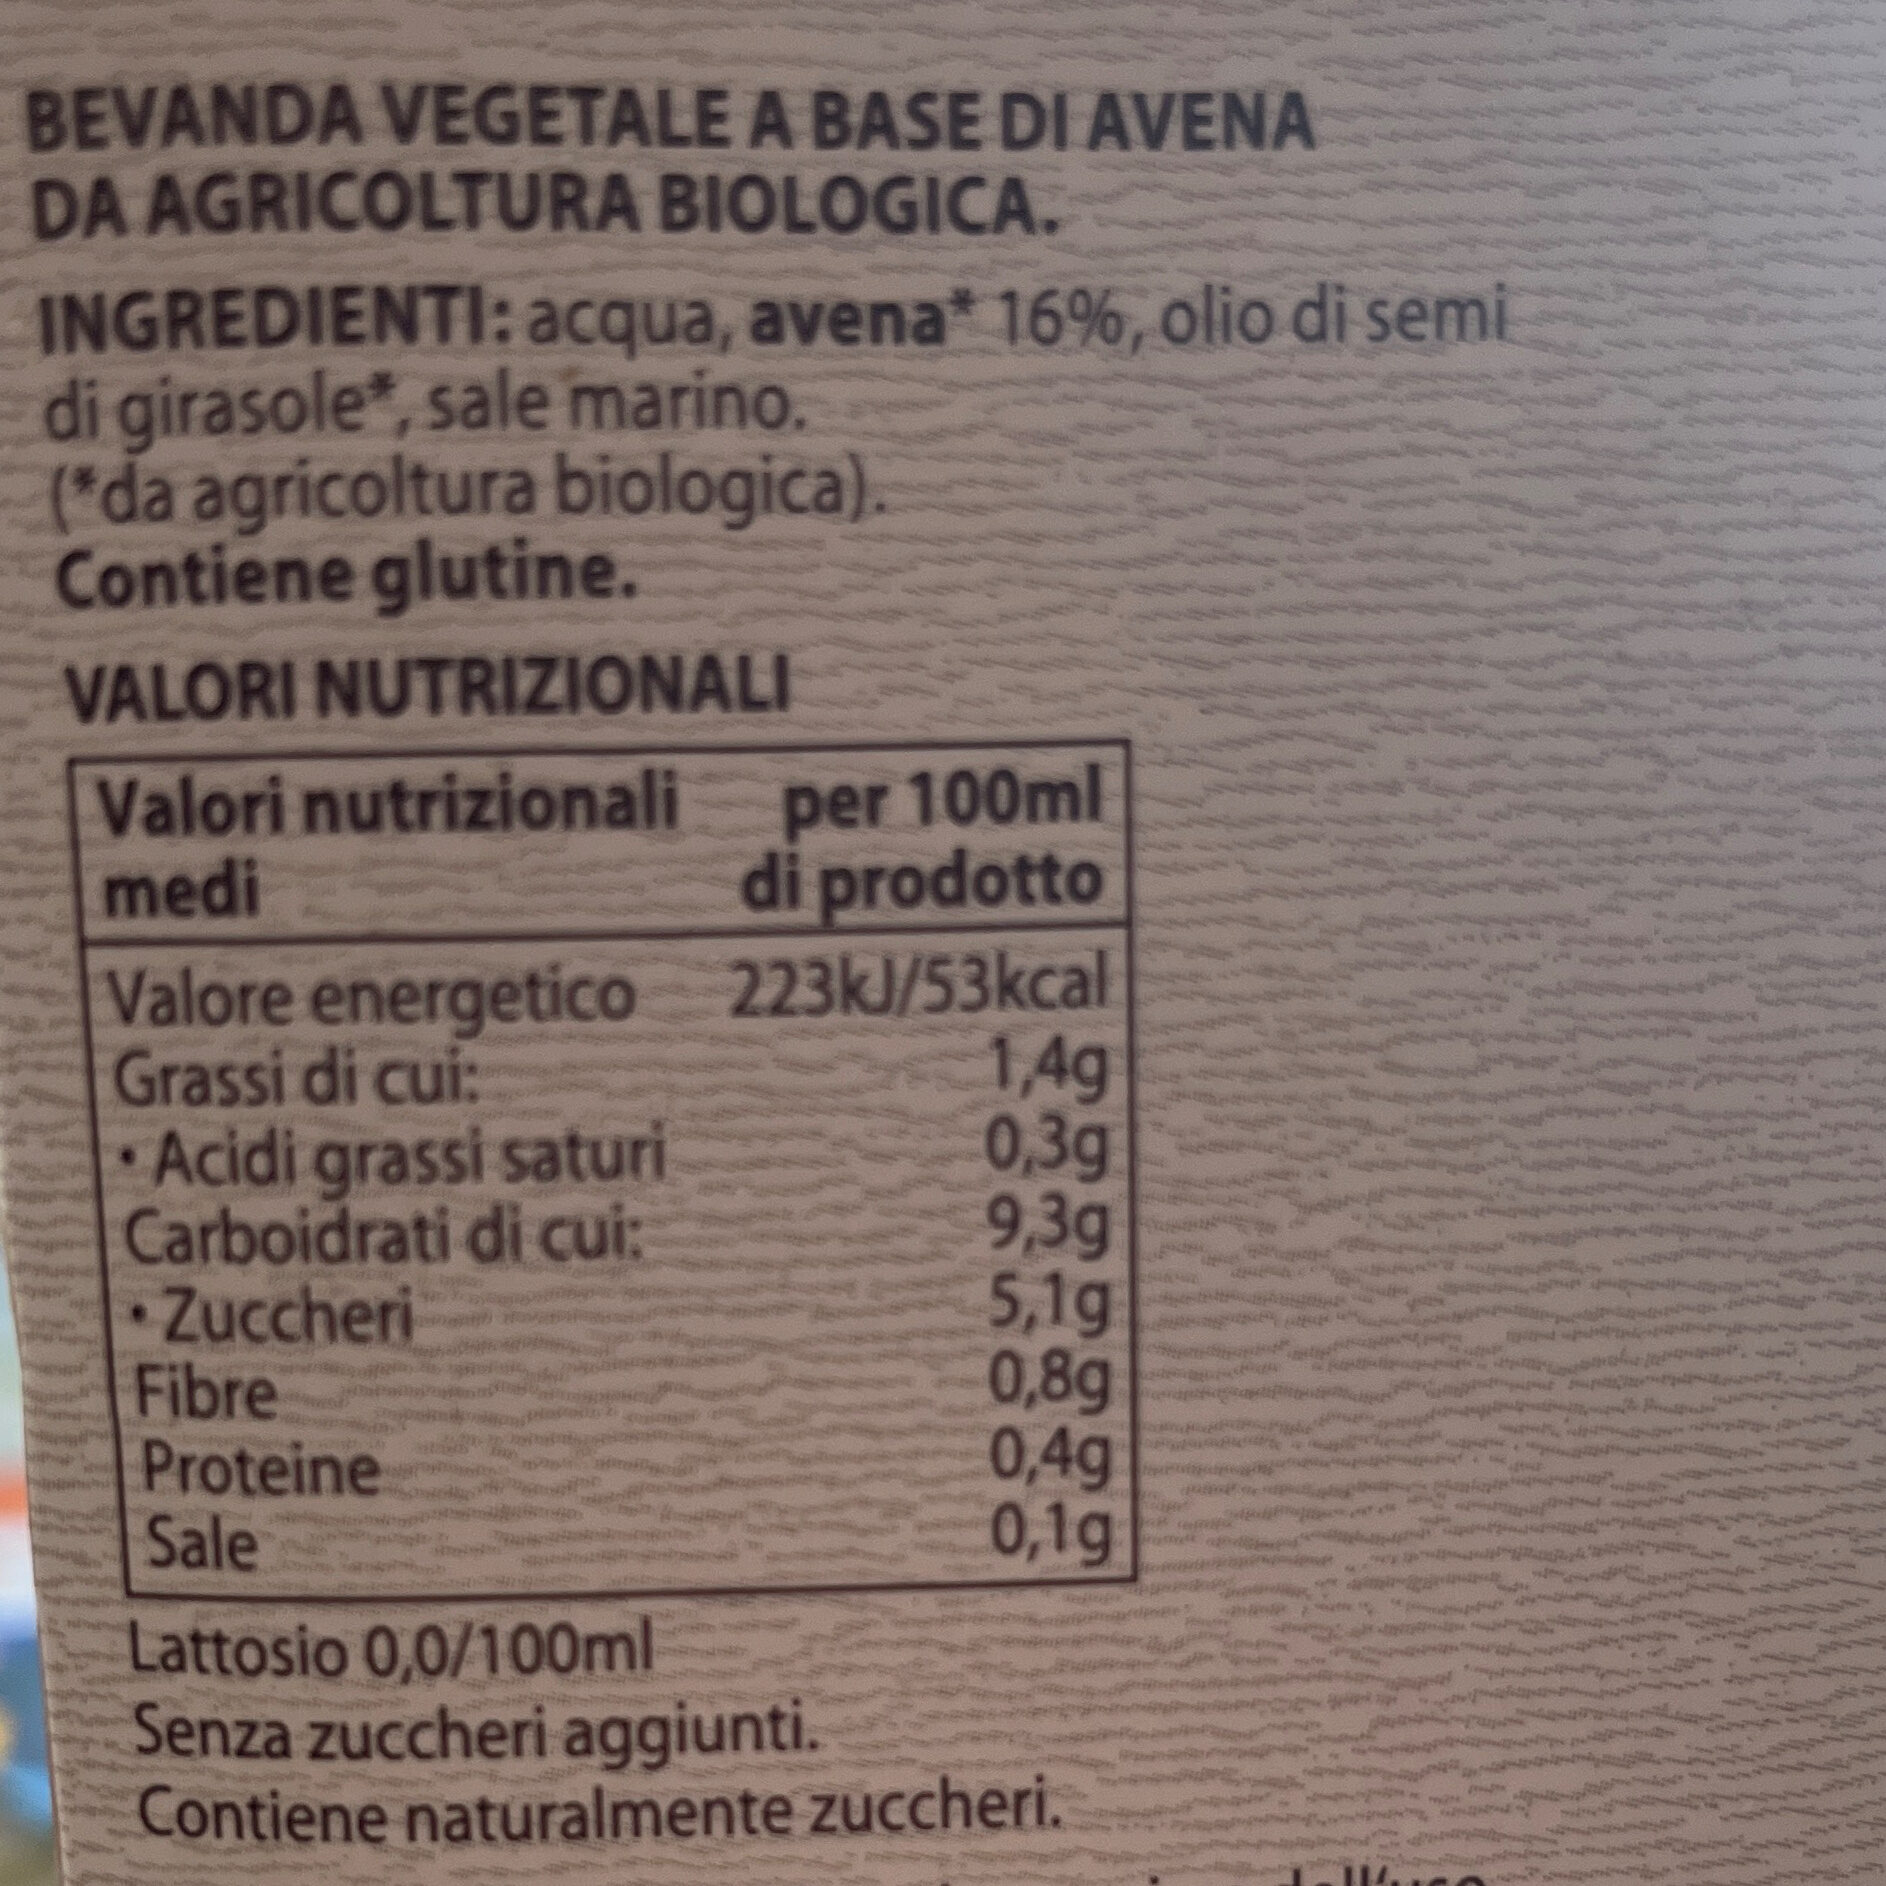 BEVANDA VEGETALE A BASE DI AVENA
DA AGRICOLTURA BIOLOGICA.
INGREDIENTI: acqua, avena* 16%, olio di semi
di girasole*, sale marino.
(*da agricoltura biologica).
Contiene glutine.
VALORI NUTRIZIONALI
Valori nutrizionali per 100ml
medi di prodotto
Valore energetico 223kJ/53kcal
Grassi di cui: 1,4g
• Acidi grassi saturi 0,3g
Carboidrati di cui: 9,3g
• Zuccheri 5,1g
Fibre 0,8g
Proteine 0,4g
Sale 0,1g
Lattosio 0,0/100ml
Senza zuccheri aggiunti.
Contiene naturalmente zuccheri.